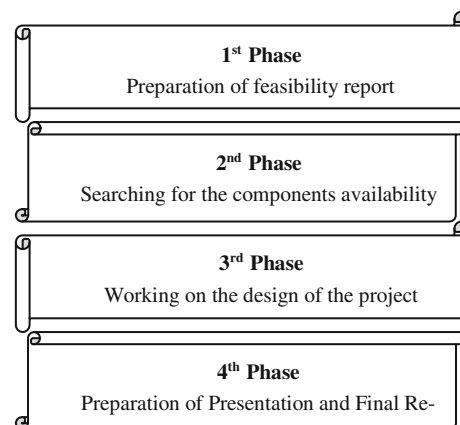 1st Phase
Preparation of feasibility report
2nd Phase
Searching for the components availability
3rd Phase
Working on the design of the project
4th Phase
Preparation of Presentation and Final Re-